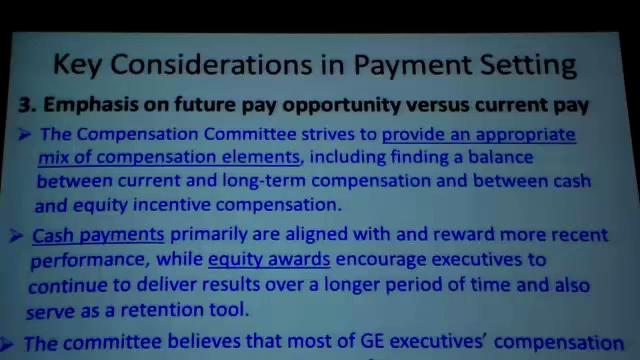 Key Considerations in Payment Setting
3. Emphasis on future pay opportunity versus current pay
➢ The Compensation Committee strives to provide an appropriate
mix of compensation elements, including finding a balance
between current and long-term compensation and between cash
and equity incentive compensation.
➢ Cash payments primarily are aligned with and reward more recent
performance, while equity awards encourage executives to
continue to deliver results over a longer period of time and also
serve as a retention tool.
➢ The committee believes that most of GE executives' compensation